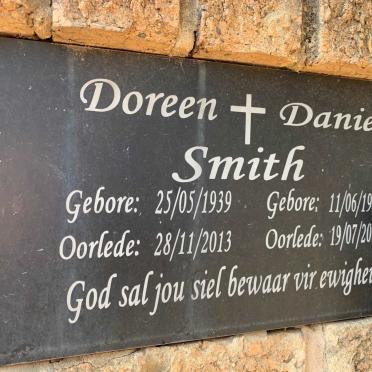 Doreen † Danie
Smith
Gebore: 25/05/1939 Gebore: 11/06/19
Oorlede: 28/11/2013 Oorlede: 19/07/20
God sal jou siel bewaar vir ewighe